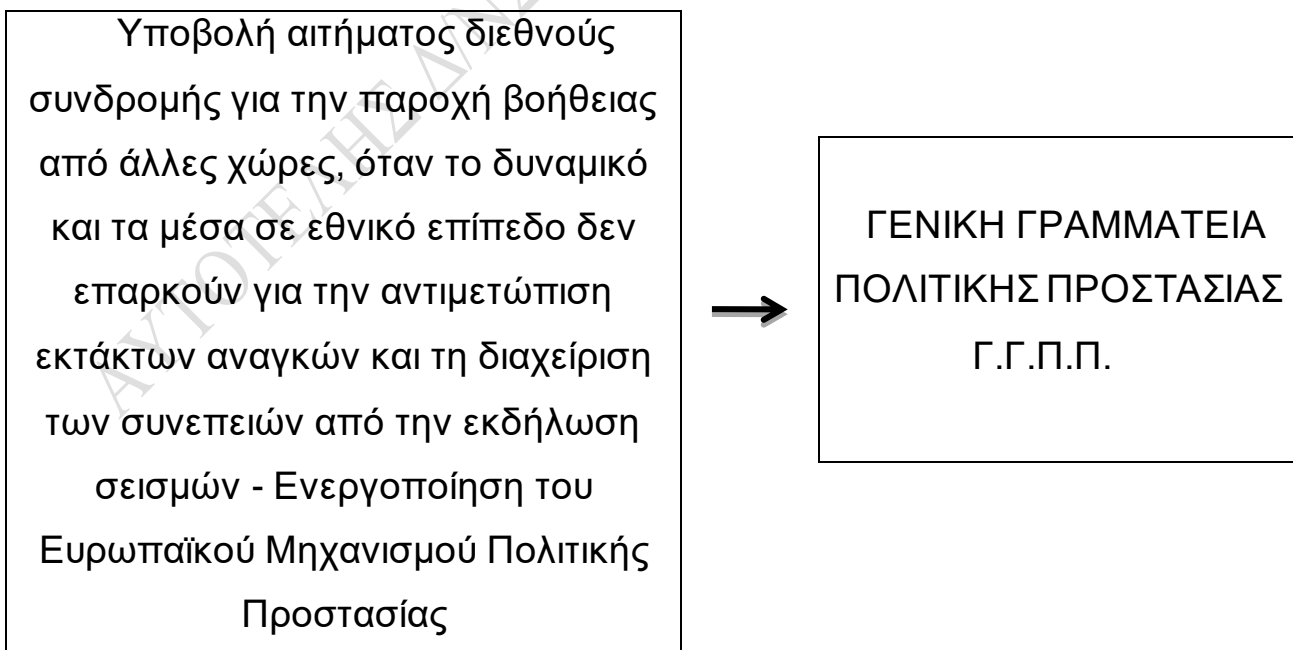 Υποβολή αιτήματος διεθνούς
συνδρομής για την παροχή βοήθειας
από άλλες χώρες, όταν το δυναμικό
και τα μέσα σε εθνικό επίπεδο δεν
επαρκούν για την αντιμετώπιση
εκτάκτων αναγκών και τη διαχείριση
των συνεπειών από την εκδήλωση
σεισμών - Ενεργοποίηση του
Ευρωπαϊκού Μηχανισμού Πολιτικής
Προστασίας
ΓΕΝΙΚΗ ΓΡΑΜΜΑΤΕΙΑ
ΠΟΛΙΤΙΚΗΣ ΠΡΟΣΤΑΣΙΑΣ
Γ.Γ.Π.Π.
ΑΥΤΟΤΕΛΗΣ